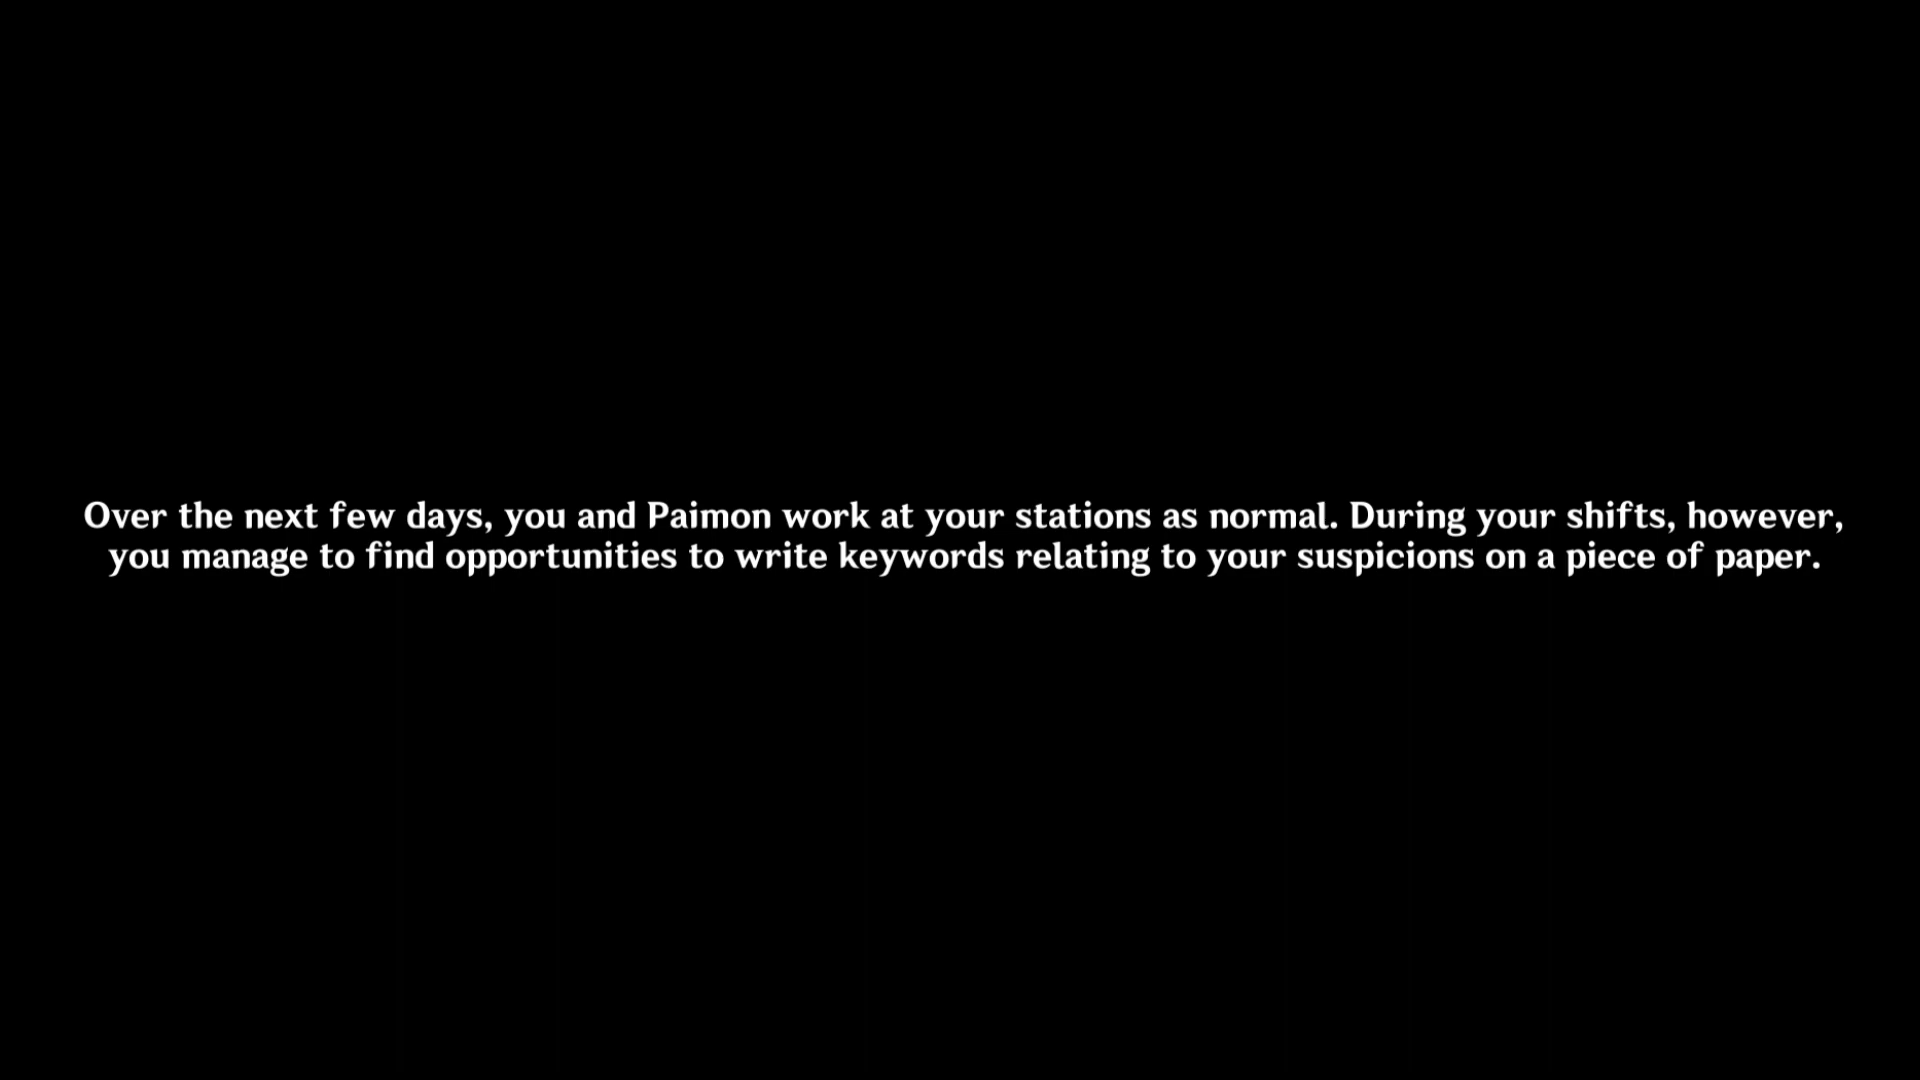 Over the next few days, you and Paimon work at your stations as normal. During your shifts, however,
you manage to find opportunities to write keywords relating to your suspicions on a piece of paper.